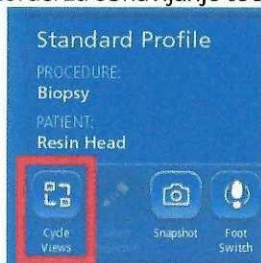 Standard Profile
PROCEDURE:
Biopsy
PATIENT:
Resin Head
Cycle Views
Snapshot
Foot Switch